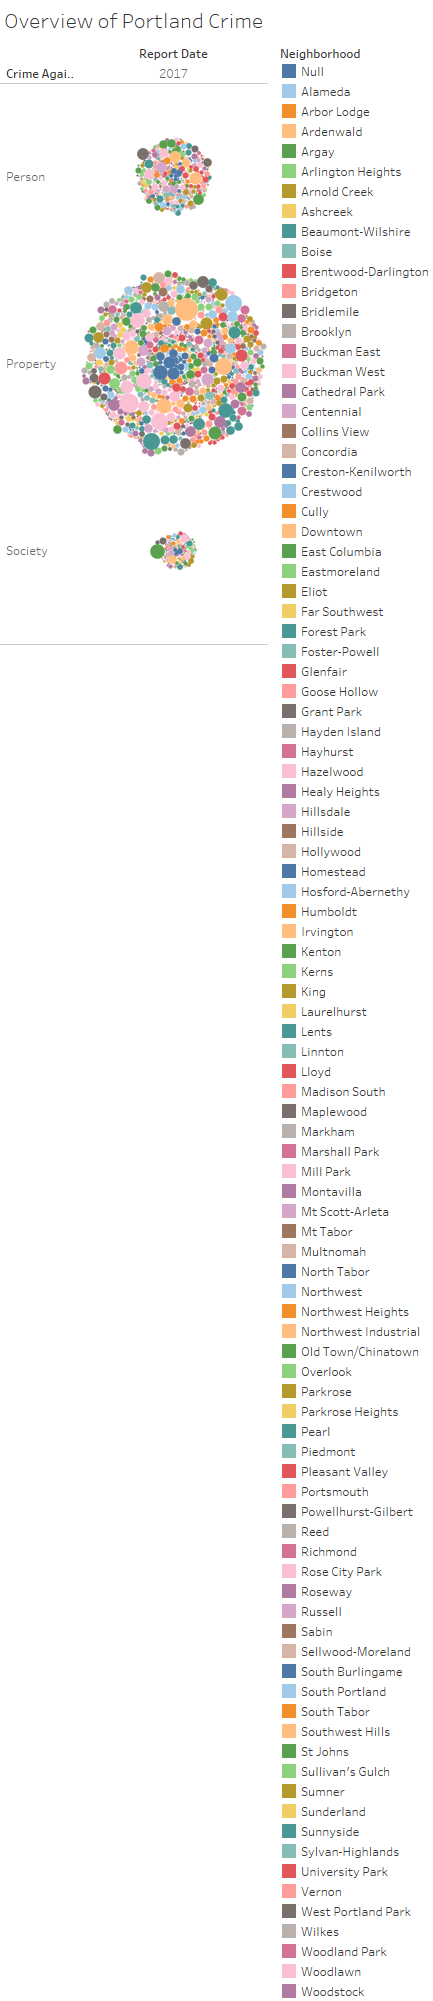 Overview of Portland Crime
Report Date
Neighborhood
Crime Agai..
2017
Person
Property
Society
Null
Alameda
Arbor Lodge
Ardenwald
Argay
Arlington Heights
Arnold Creek
Ashcreek
Beaumont-Wilshire
Boise
Brentwood-Darlington
Bridgeton
Bridlemile
Brooklyn
Buckman East
Buckman West
Cathedral Park
Centennial
Collins View
Concordia
Creston-Kenilworth
Crestwood
Cully
Downtown
East Columbia
Eastmoreland
Eliot
Far Southwest
Forest Park
Foster-Powell
Glenfair
Goose Hollow
Grant Park
Hayden Island
Hayhurst
Hazelwood
Healy Heights
Hillsdale
Hillside
Hollywood
Homestead
Hosford-Abernethy
Humboldt
Irvington
Kenton
Kerns
King
Laurelhurst
Lents
Linnton
Lloyd
Madison South
Maplewood
Markham
Marshall Park
Mill Park
Montavilla
Mt Scott-Arleta
Mt Tabor
Multnomah
North Tabor
Northwest
Northwest Heights
Northwest Industrial
Old Town/Chinatown
Overlook
Parkrose
Parkrose Heights
Pearl
Piedmont
Pleasant Valley
Portsmouth
Powellhurst-Gilbert
Reed
Richmond
Rose City Park
Roseway
Russell
Sabin
Sellwood-Moreland
South Burlingame
South Portland
South Tabor
Southwest Hills
St Johns
Sullivan's Gulch
Sumner
Sunderland
Sunnyside
Sylvan-Highlands
University Park
Vernon
West Portland Park
Wilkes
Woodland Park
Woodlawn
Woodstock